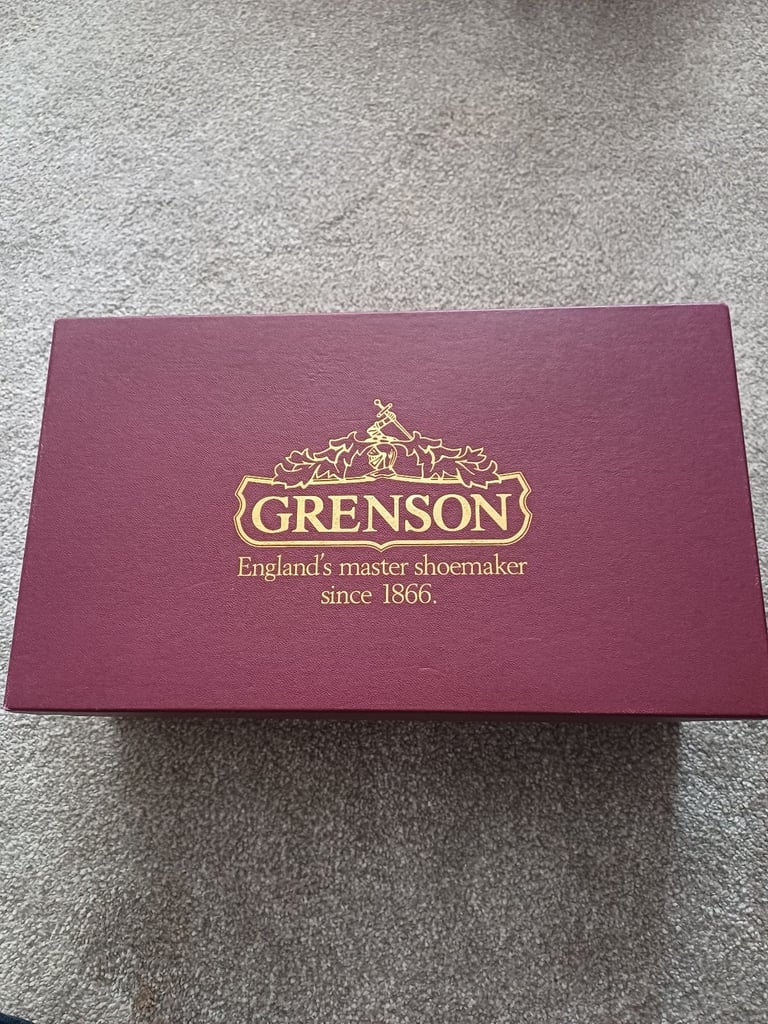 GRENSON
England's master shoemaker
since 1866.